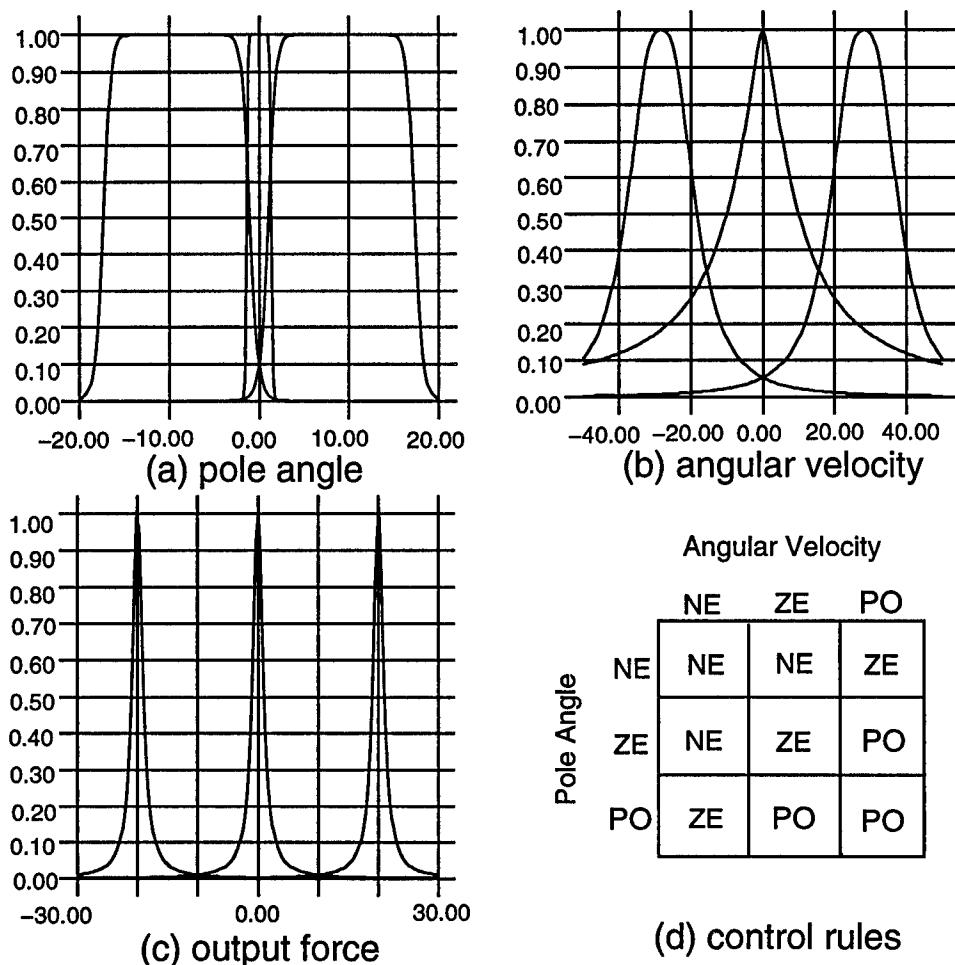 1.00
0.90
0.80
0.70
0.60
0.50
0.40
0.30
0.20
0.10
0.00
−20.00 −10.00 0.00 10.00 20.00
(a) pole angle
1.00
0.90
0.80
0.70
0.60
0.50
0.40
0.30
0.20
0.10
0.00
−40.00 −20.00 0.00 20.00 40.00
(b) angular velocity
1.00
0.90
0.80
0.70
0.60
0.50
0.40
0.30
0.20
0.10
0.00
−30.00 0.00 30.00
(c) output force
Angular Velocity
NE ZE PO
Pole Angle
NE NE NE ZE
ZE NE ZE PO
PO ZE PO PO
(d) control rules